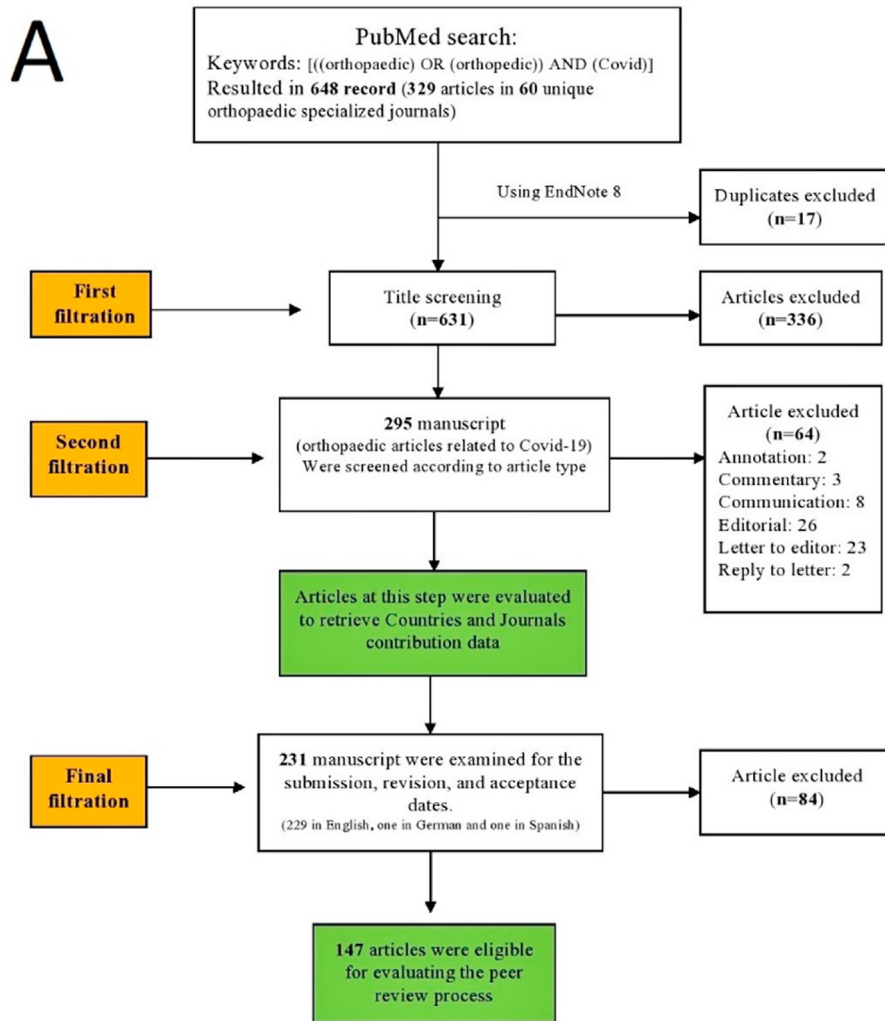 A
PubMed search:
Keywords: [((orthopaedic) OR (orthopedic)) AND (Covid)]
Resulted in 648 record (329 articles in 60 unique
orthopaedic specialized journals)
Using EndNote 8
Duplicates excluded
(n=17)
First
filtration
Title screening
(n=631)
Articles excluded
(n=336)
Second
filtration
295 manuscript
(orthopaedic articles related to Covid-19)
Were screened according to article type
Article excluded
(n=64)
Annotation: 2
Commentary: 3
Communication: 8
Editorial: 26
Letter to editor: 23
Reply to letter: 2
Articles at this step were evaluated
to retrieve Countries and Journals
contribution data
Final
filtration
231 manuscript were examined for the
submission, revision, and acceptance
dates.
(229 in English, one in German and one in Spanish)
Article excluded
(n=84)
147 articles were eligible
for evaluating the peer
review process